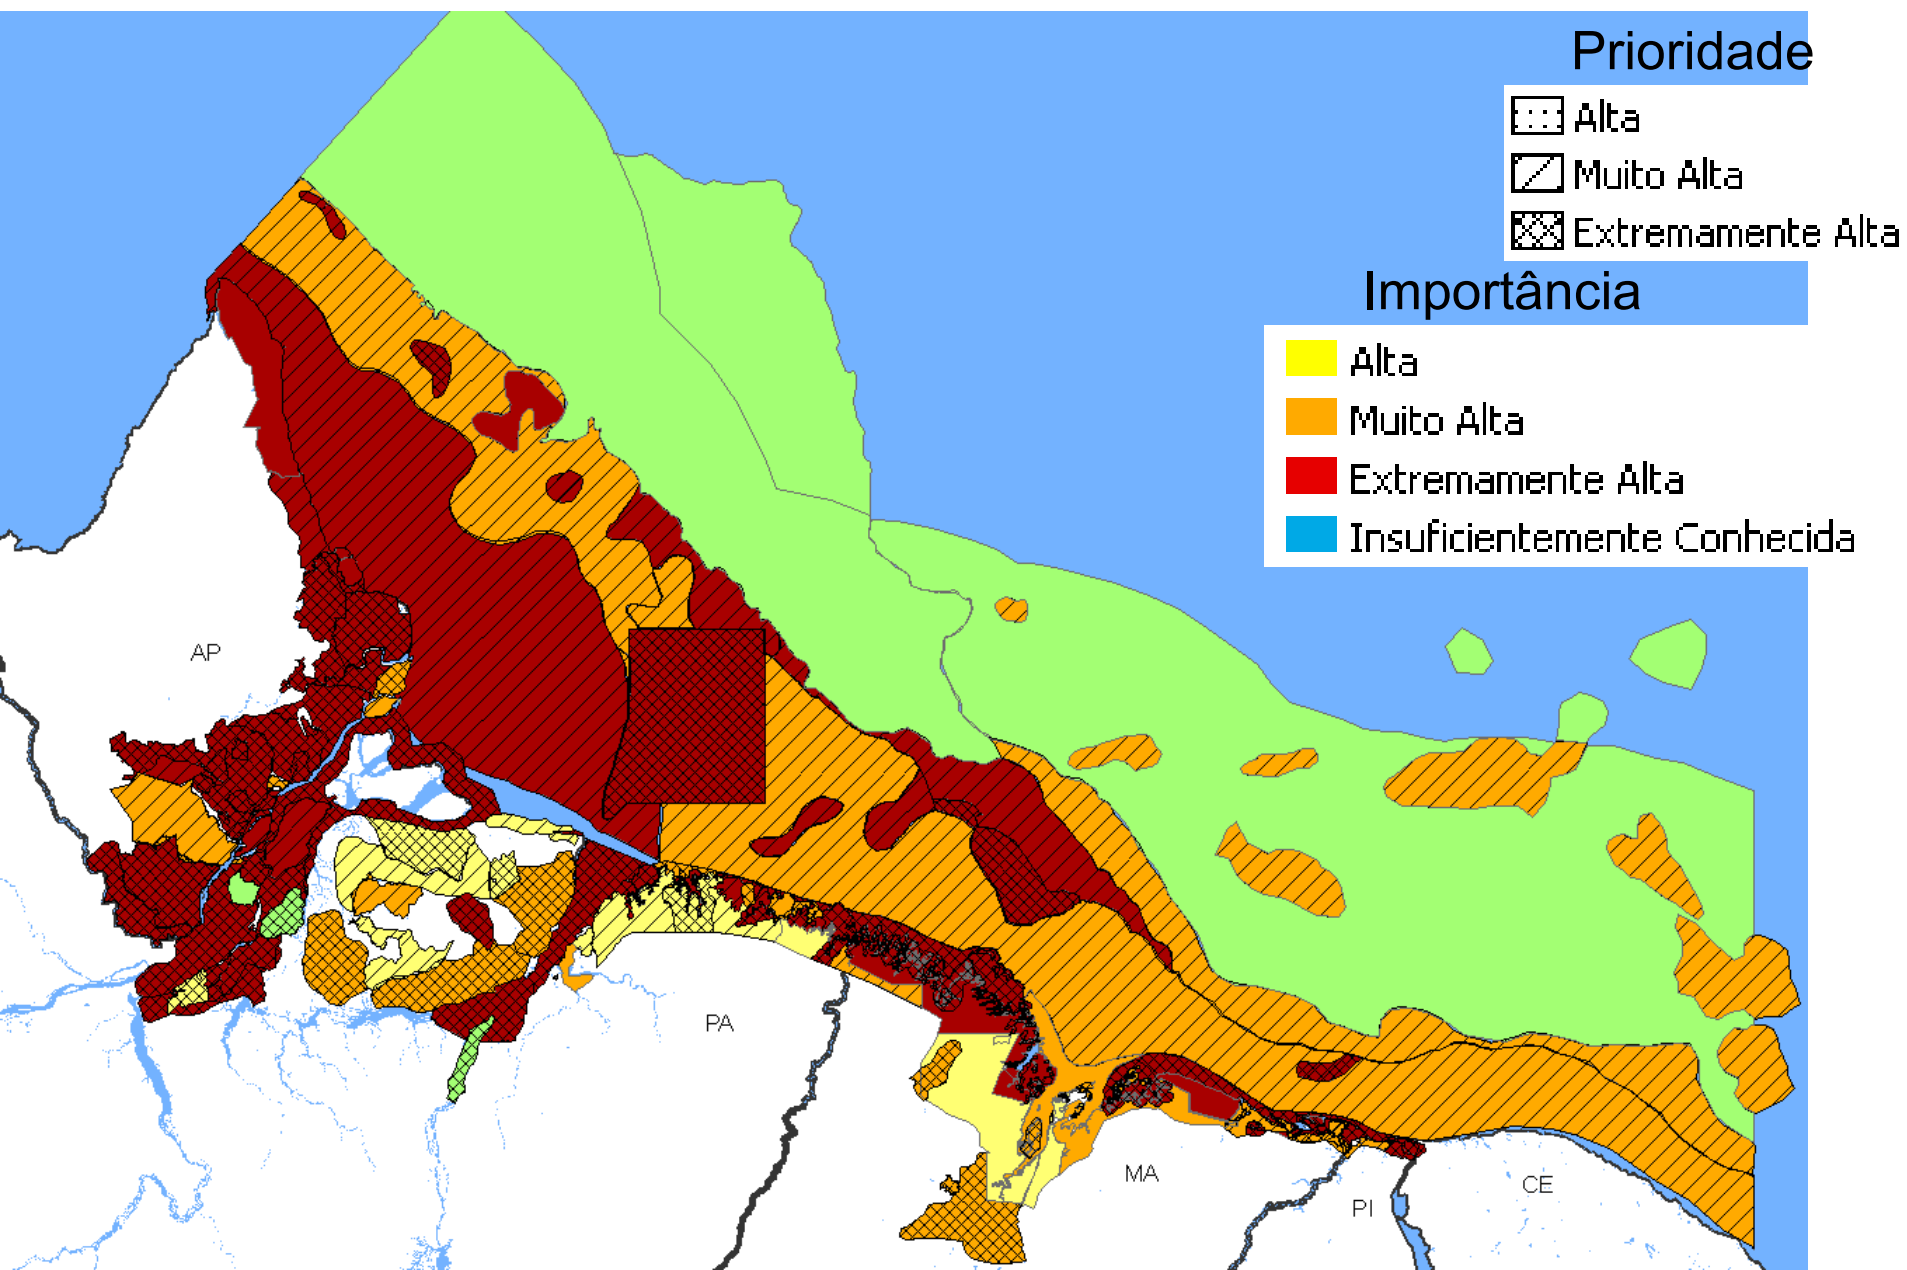 Prioridade
Alta
Muito Alta
Extremamente Alta
Importância
Alta
Muito Alta
Extremamente Alta
Insuficientemente Conhecida
AP
PA
MA
PI
CE